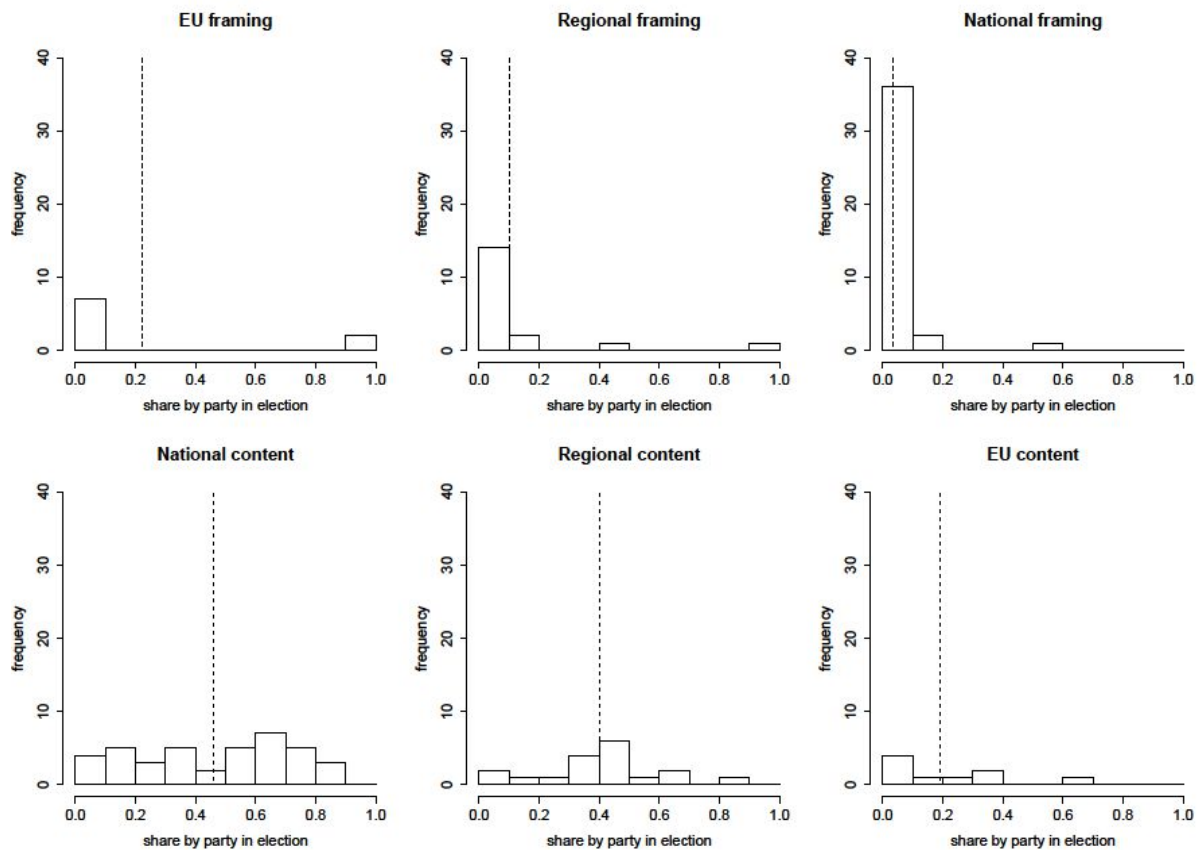 EU framing
frequency
0 10 20 30 40
0.0 0.2 0.4 0.6 0.8 1.0
share by party in election
Regional framing
frequency
0 10 20 30 40
0.0 0.2 0.4 0.6 0.8 1.0
share by party in election
National framing
frequency
0 10 20 30 40
0.0 0.2 0.4 0.6 0.8 1.0
share by party in election
National content
frequency
0 10 20 30 40
0.0 0.2 0.4 0.6 0.8 1.0
share by party in election
Regional content
frequency
0 10 20 30 40
0.0 0.2 0.4 0.6 0.8 1.0
share by party in election
EU content
frequency
0 10 20 30 40
0.0 0.2 0.4 0.6 0.8 1.0
share by party in election